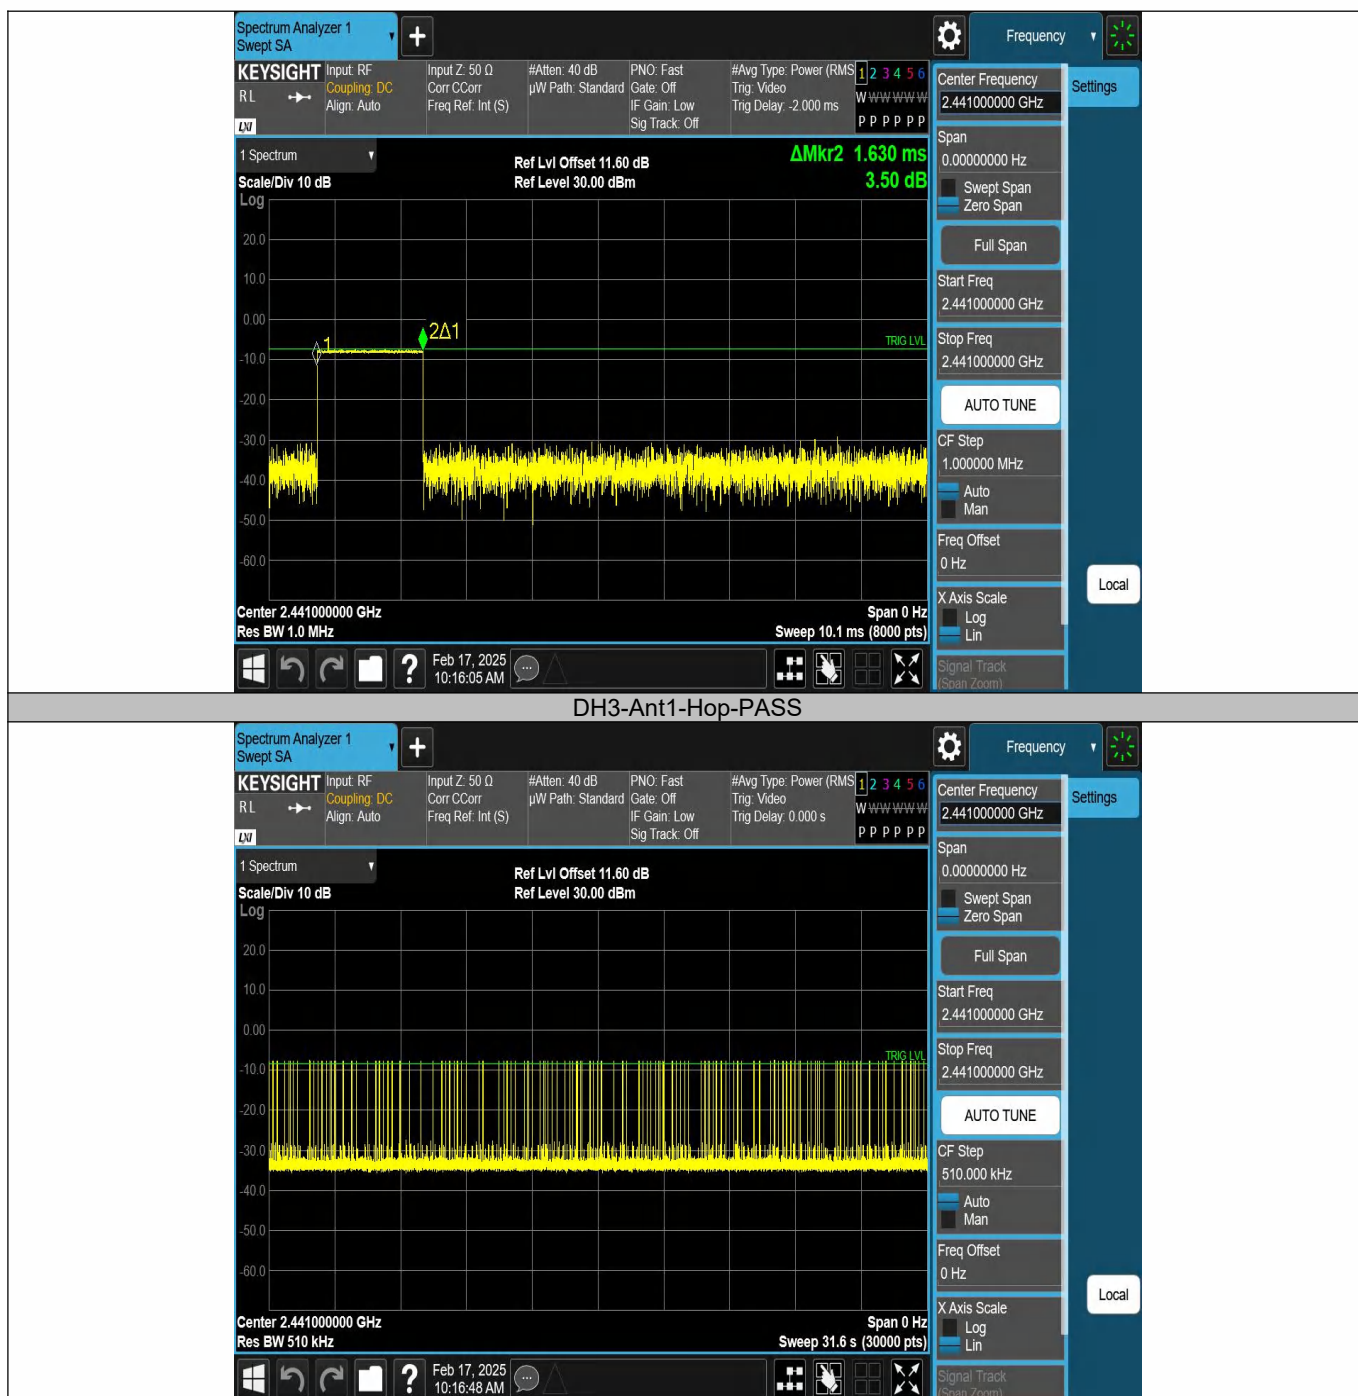 Spectrum Analyzer 1
Swept SA
+
Frequency
KEYSIGHT
RL
LXI
Input: RF
Coupling: DC
Align: Auto
Input Z: 50 Ω
Corr CCorr
Freq Ref: Int (S)
#Atten: 40 dB
µW Path: Standard
PNO: Fast
Gate: Off
IF Gain: Low
Sig Track: Off
#Avg Type: Power (RMS
Trig: Video
Trig Delay: -2.000 ms
1 2 3 4 5 6
W W W W W W
P P P P P P
Center Frequency
2.441000000 GHz
Settings
1 Spectrum
Scale/Div 10 dB
Log
Ref Lvl Offset 11.60 dB
Ref Level 30.00 dBm
ΔMkr2 1.630 ms
3.50 dB
20.0
10.0
0.00
-10.0
-20.0
-30.0
-40.0
-50.0
-60.0
1
2Δ1
TRIG LVL
Span
0.00000000 Hz
Swept Span
Zero Span
Full Span
Start Freq
2.441000000 GHz
Stop Freq
2.441000000 GHz
AUTO TUNE
CF Step
1.000000 MHz
Auto
Man
Freq Offset
0 Hz
X Axis Scale
Log
Lin
Signal Track
(Span Zoom)
Local
Center 2.441000000 GHz
Res BW 1.0 MHz
Span 0 Hz
Sweep 10.1 ms (8000 pts)
?
Feb 17, 2025
10:16:05 AM
DH3-Ant1-Hop-PASS
Spectrum Analyzer 1
Swept SA
+
Frequency
KEYSIGHT
RL
LXI
Input: RF
Coupling: DC
Align: Auto
Input Z: 50 Ω
Corr CCorr
Freq Ref: Int (S)
#Atten: 40 dB
µW Path: Standard
PNO: Fast
Gate: Off
IF Gain: Low
Sig Track: Off
#Avg Type: Power (RMS
Trig: Video
Trig Delay: 0.000 s
1 2 3 4 5 6
W W W W W W
P P P P P P
Center Frequency
2.441000000 GHz
Settings
1 Spectrum
Scale/Div 10 dB
Log
Ref Lvl Offset 11.60 dB
Ref Level 30.00 dBm
20.0
10.0
0.00
-10.0
-20.0
-30.0
-40.0
-50.0
-60.0
TRIG LVL
Span
0.00000000 Hz
Swept Span
Zero Span
Full Span
Start Freq
2.441000000 GHz
Stop Freq
2.441000000 GHz
AUTO TUNE
CF Step
510.000 kHz
Auto
Man
Freq Offset
0 Hz
X Axis Scale
Log
Lin
Signal Track
(Span Zoom)
Local
Center 2.441000000 GHz
Res BW 510 kHz
Span 0 Hz
Sweep 31.6 s (30000 pts)
?
Feb 17, 2025
10:16:48 AM